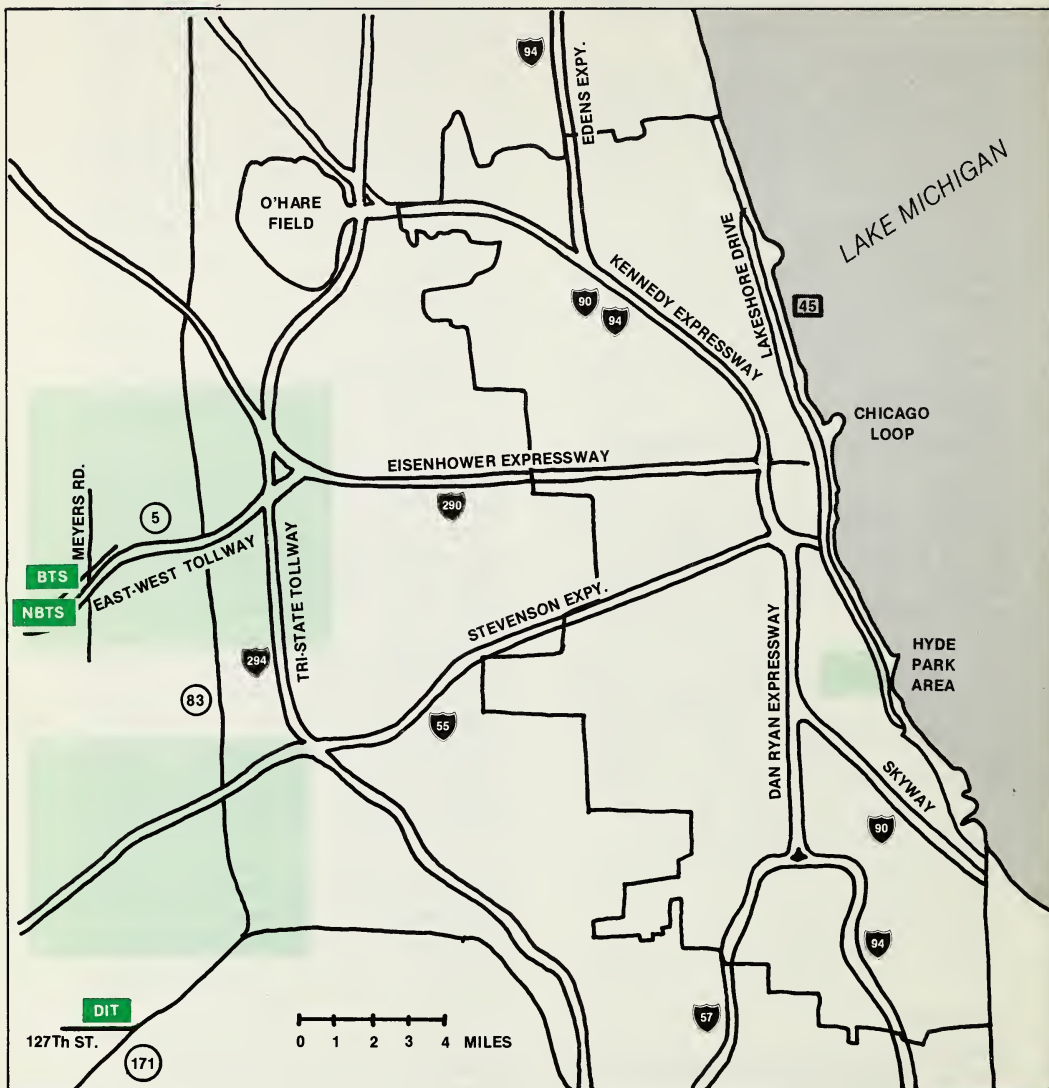 94
EDENS EXPY.
LAKE MICHIGAN
O'HARE
FIELD
KENNEDY EXPRESSWAY
90
94
LAKESHORE DRIVE
45
CHICAGO
LOOP
EISENHOWER EXPRESSWAY
290
MEYERS RD.
5
BTS
NBTS
EAST-WEST TOLLWAY
TRI-STATE TOLLWAY
STEVENSON EXPY.
294
83
55
DAN RYAN EXPRESSWAY
HYDE
PARK
AREA
SKYWAY
90
94
57
DIT
127Th ST.
171
0 1 2 3 4 MILES